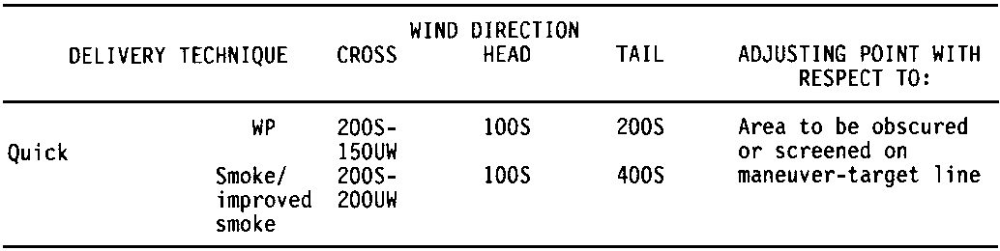 WIND DIRECTION
DELIVERY TECHNIQUE CROSS HEAD TAIL ADJUSTING POINT WITH
RESPECT TO:
WP 200S- 100S 200S Area to be obscured
Quick 150UW or screened on
Smoke/ 200S- 100S 400S maneuver-target line
improved 200UW
smoke